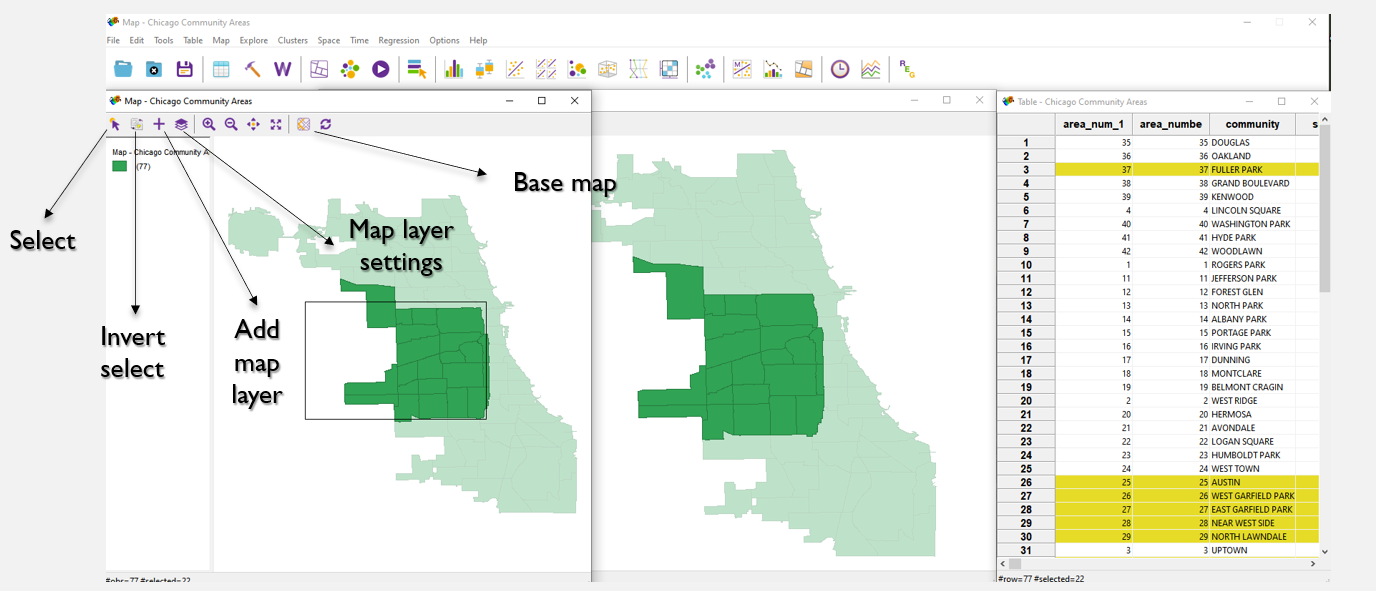 Map - Chicago Community Areas
File Edit Tools Table Map Explore Clusters Space Time Regression Options Help
W
M
REG
Map - Chicago Community Areas
Map - Chicago Community A
(77)
Select
Invert
select
Add
map
layer
Map layer
settings
Base map
#obs=77 #selected=22
Table - Chicago Community Areas
area_num_1 area_numbe community s
1 35 35 DOUGLAS
2 36 36 OAKLAND
3 37 37 FULLER PARK
4 38 38 GRAND BOULEVARD
5 39 39 KENWOOD
6 4 4 LINCOLN SQUARE
7 40 40 WASHINGTON PARK
8 41 41 HYDE PARK
9 42 42 WOODLAWN
10 1 1 ROGERS PARK
11 11 11 JEFFERSON PARK
12 12 12 FOREST GLEN
13 13 13 NORTH PARK
14 14 14 ALBANY PARK
15 15 15 PORTAGE PARK
16 16 16 IRVING PARK
17 17 17 DUNNING
18 18 18 MONTCLARE
19 19 19 BELMONT CRAGIN
20 2 2 WEST RIDGE
21 20 20 HERMOSA
22 21 21 AVONDALE
23 22 22 LOGAN SQUARE
24 23 23 HUMBOLDT PARK
25 24 24 WEST TOWN
26 25 25 AUSTIN
27 26 26 WEST GARFIELD PARK
28 27 27 EAST GARFIELD PARK
29 28 28 NEAR WEST SIDE
30 29 29 NORTH LAWNDALE
31 3 3 UPTOWN
#row=77 #selected=22